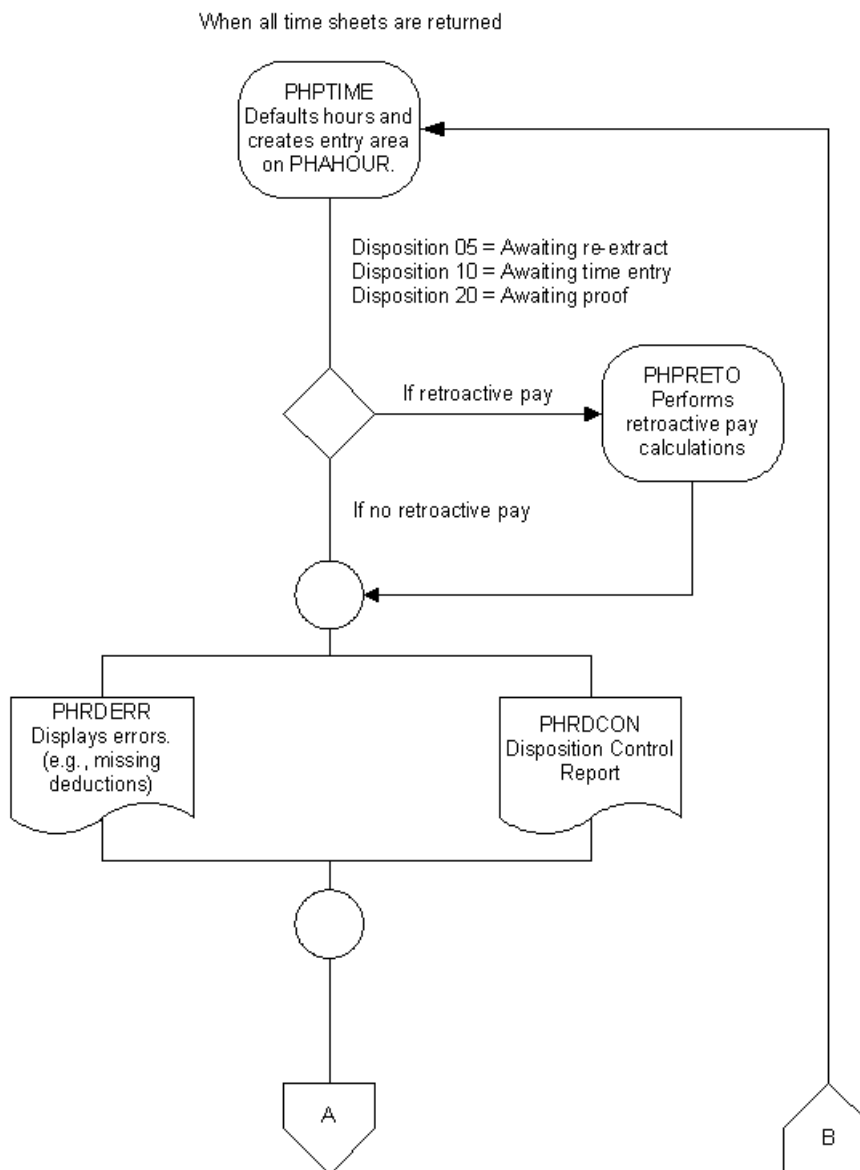 When all time sheets are returned
PHPTIME
Defaults hours and
creates entry area
on PHAHOUR.
Disposition 05 = Awaiting re-extract
Disposition 10 = Awaiting time entry
Disposition 20 = Awaiting proof
If retroactive pay
PHPRETO
Performs
retroactive pay
calculations
If no retroactive pay
PHRDERR
Displays errors.
(e.g., missing
deductions)
PHRDCON
Disposition Control
Report
A
B